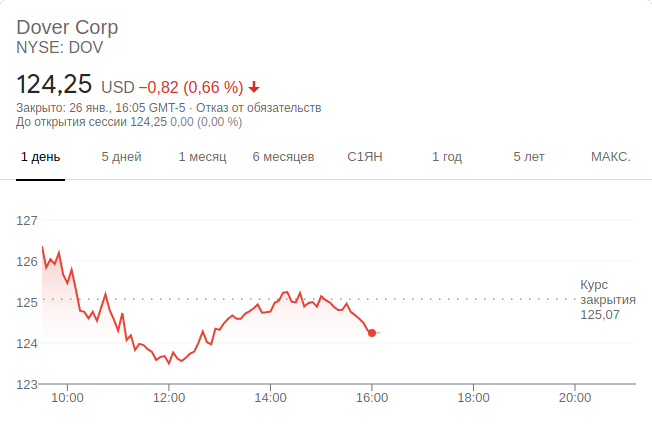 Dover Corp
NYSE: DOV
124,25 USD −0,82 (0,66 %)
Закрыто: 26 янв., 16:05 GMT-5 · Отказ от обязательств
До открытия сессии 124,25 0,00 (0,00 %)
1 день 5 дней 1 месяц 6 месяцев С1ЯН 1 год 5 лет МАКС.
127
126
125
124
123
Курс
закрытия
125,07
10:00 12:00 14:00 16:00 18:00 20:00